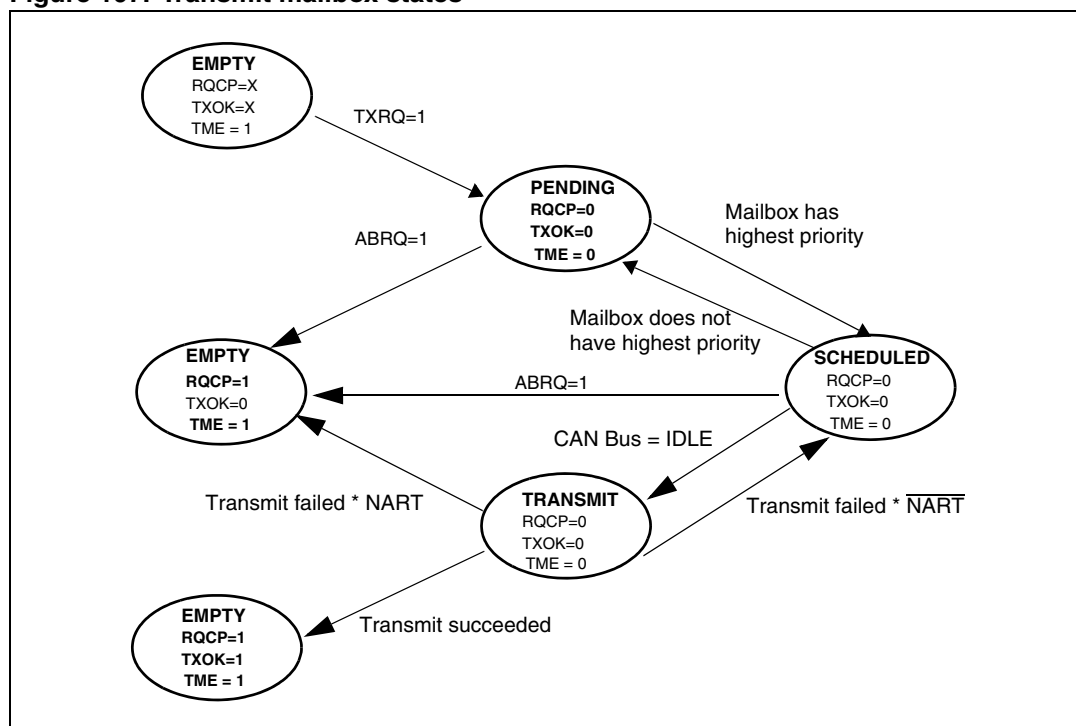 Figure Transmit mailbox states
EMPTY
RQCP=X
TXOK=X
TME = 1
TXRQ=1
PENDING
RQCP=0
TXOK=0
TME = 0
Mailbox has
highest priority
ABRQ=1
Mailbox does not
have highest priority
EMPTY
RQCP=1
TXOK=0
TME = 1
SCHEDULED
RQCP=0
TXOK=0
TME = 0
ABRQ=1
CAN Bus = IDLE
Transmit failed * NART
TRANSMIT
RQCP=0
TXOK=0
TME = 0
Transmit failed * N̅A̅R̅T̅
EMPTY
RQCP=1
TXOK=1
TME = 1
Transmit succeeded